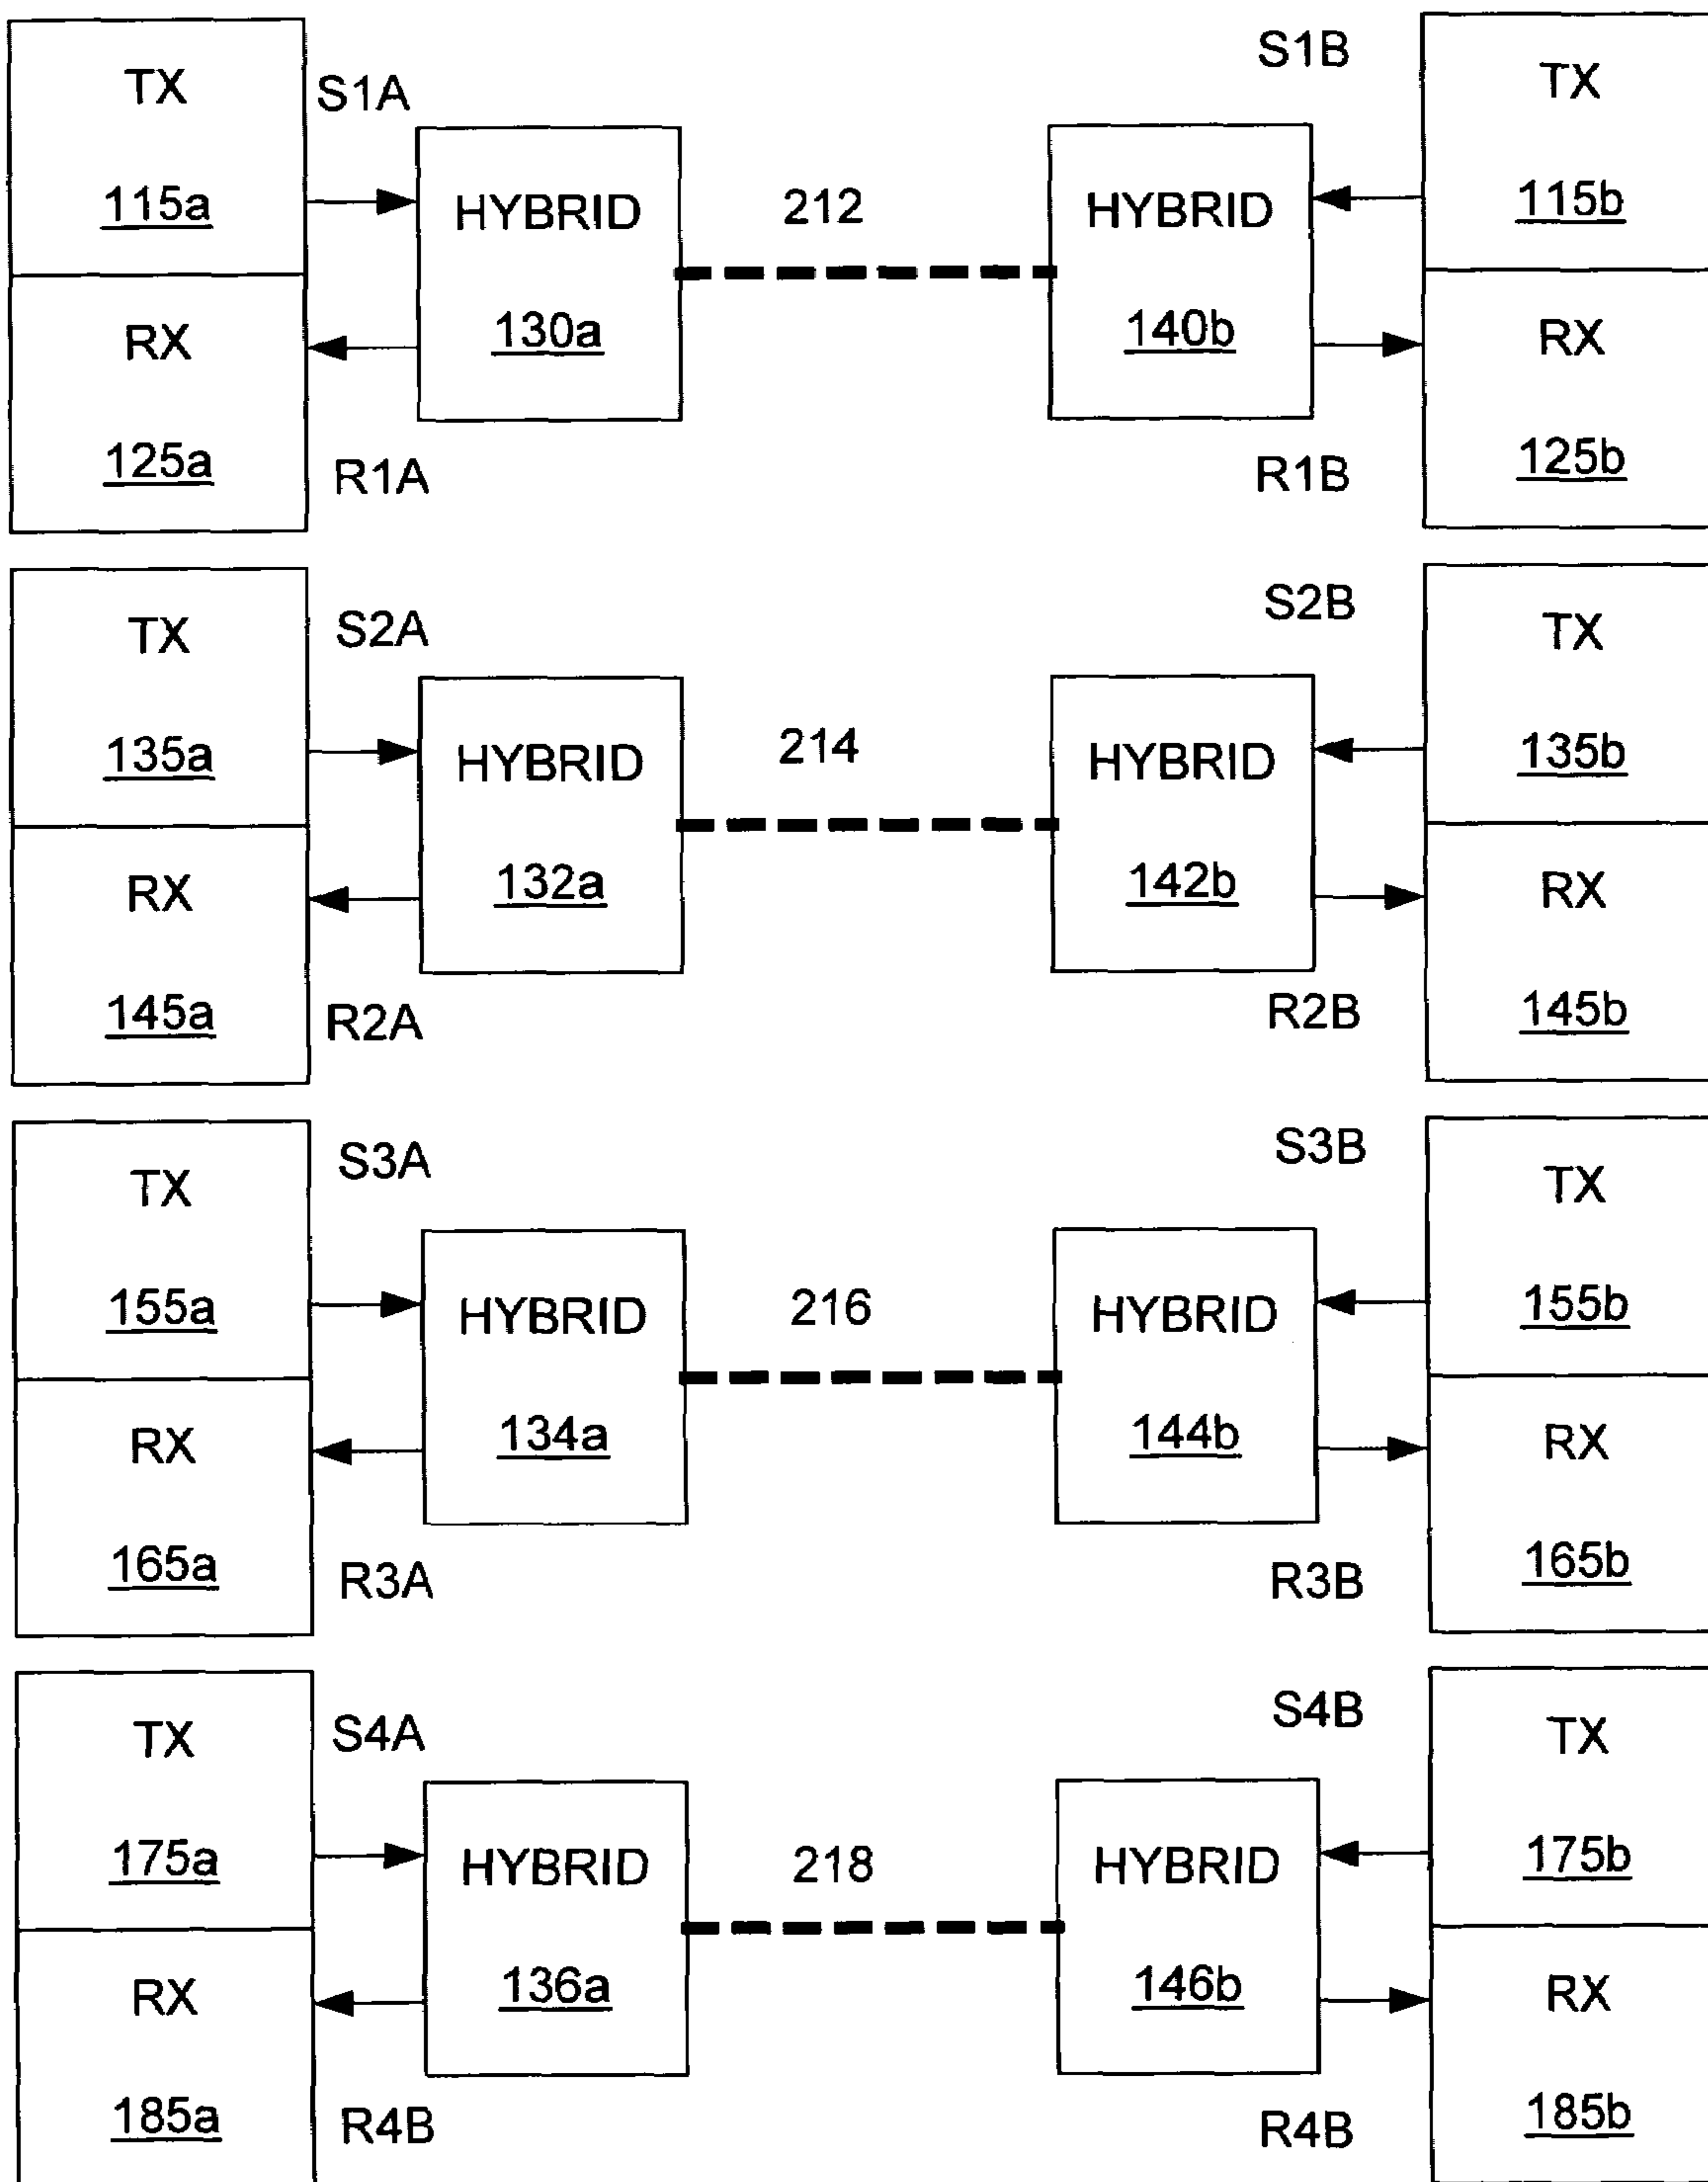 TX
S1A
115a
HYBRID
130a
RX
125a
R1A
212
S1B
TX
115b
HYBRID
140b
RX
125b
R1B
TX
S2A
135a
HYBRID
132a
RX
145a
R2A
214
S2B
TX
135b
HYBRID
142b
RX
145b
R2B
TX
S3A
155a
HYBRID
134a
RX
165a
R3A
216
S3B
TX
155b
HYBRID
144b
RX
165b
R3B
TX
S4A
175a
HYBRID
136a
RX
185a
R4B
218
S4B
TX
175b
HYBRID
146b
RX
185b
R4B